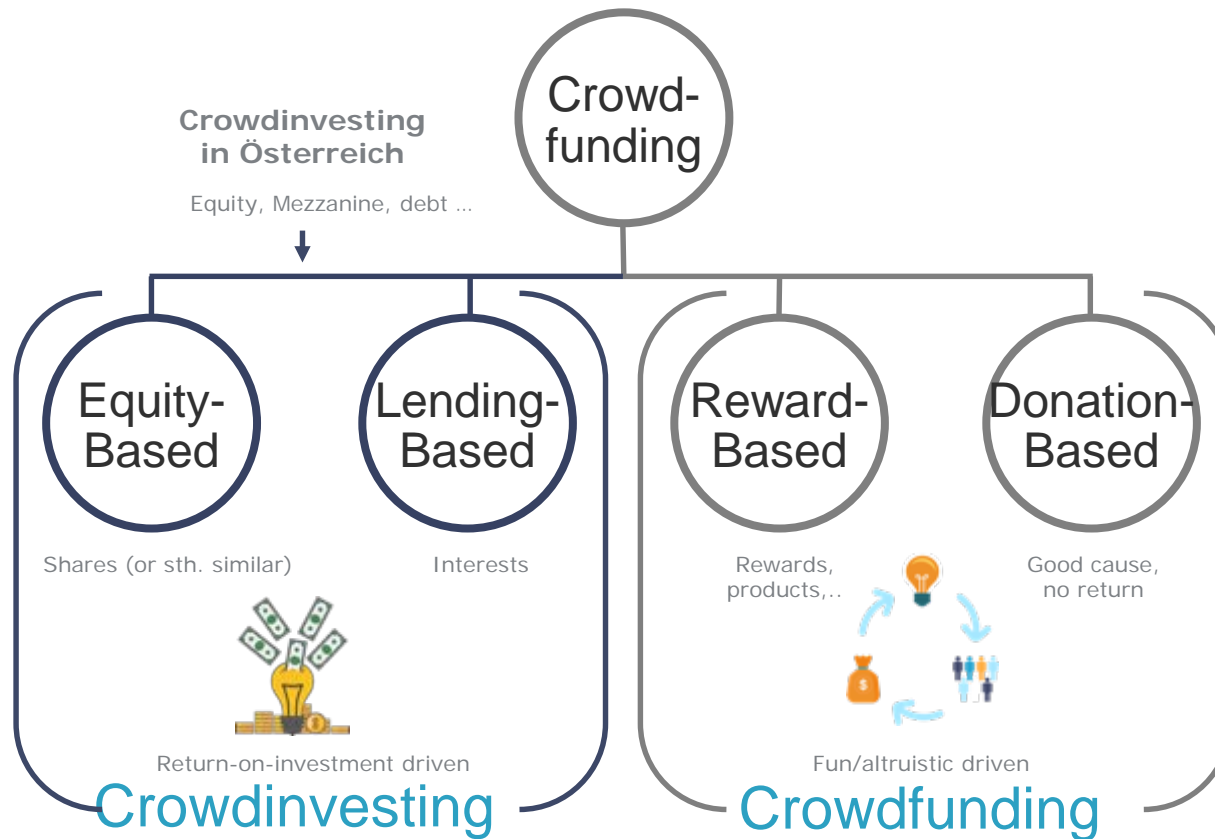 Crowd-
funding
Crowdinvesting
in Österreich
Equity, Mezzanine, debt ...
Equity-
Based
Lending-
Based
Reward-
Based
Donation-
Based
Shares (or sth. similar)
Interests
Rewards,
products,..
Good cause,
no return
$
$
Return-on-investment driven
Fun/altruistic driven
Crowdinvesting
Crowdfunding